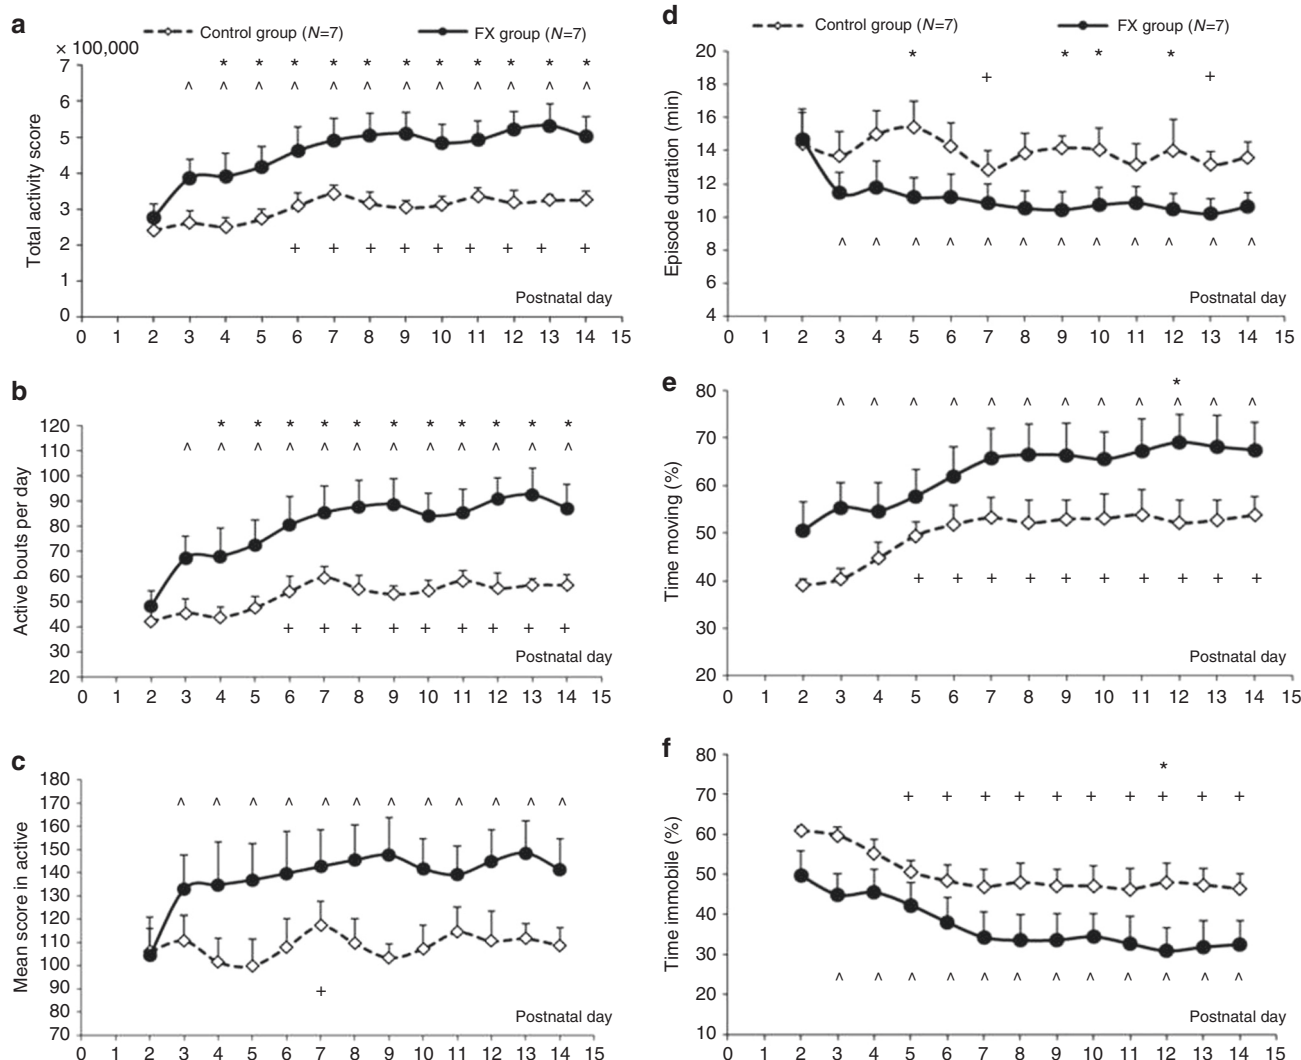 a
Control group (N=7)
FX group (N=7)
× 100,000
Total activity score
7
6
5
4
3
2
1
0
* * * * * * * * * * *
^ ^ ^ ^ ^ ^ ^ ^ ^ ^ ^ ^
+ + + + + + + + +
Postnatal day
0 1 2 3 4 5 6 7 8 9 10 11 12 13 14 15
b
Active bouts per day
120
110
100
90
80
70
60
50
40
30
20
* * * * * * * * * * *
^ ^ ^ ^ ^ ^ ^ ^ ^ ^ ^ ^
+ + + + + + + + +
Postnatal day
0 2 3 4 5 6 7 8 9 10 11 12 13 14 15
c
Mean score in active
180
170
160
150
140
130
120
110
100
90
80
70
^ ^ ^ ^ ^ ^ ^ ^ ^ ^ ^ ^
+
Postnatal day
0 1 2 3 4 5 6 7 8 9 10 11 12 13 14 15
d
Control group (N=7)
FX group (N=7)
Episode duration (min)
20
18
16
14
12
10
8
6
4
* * * *
+ +
^ ^ ^ ^ ^ ^ ^ ^ ^ ^ ^ ^
Postnatal day
0 1 2 3 4 5 6 7 8 9 10 11 12 13 14 15
e
Time moving (%)
80
70
60
50
40
30
20
*
^ ^ ^ ^ ^ ^ ^ ^ ^ ^ ^ ^
+ + + + + + + + + +
Postnatal day
0 1 2 3 4 5 6 7 8 9 10 11 12 13 14 15
f
Time immobile (%)
80
70
60
50
40
30
20
10
*
+ + + + + + + + + +
^ ^ ^ ^ ^ ^ ^ ^ ^ ^ ^ ^
Postnatal day
0 1 2 3 4 5 6 7 8 9 10 11 12 13 14 15